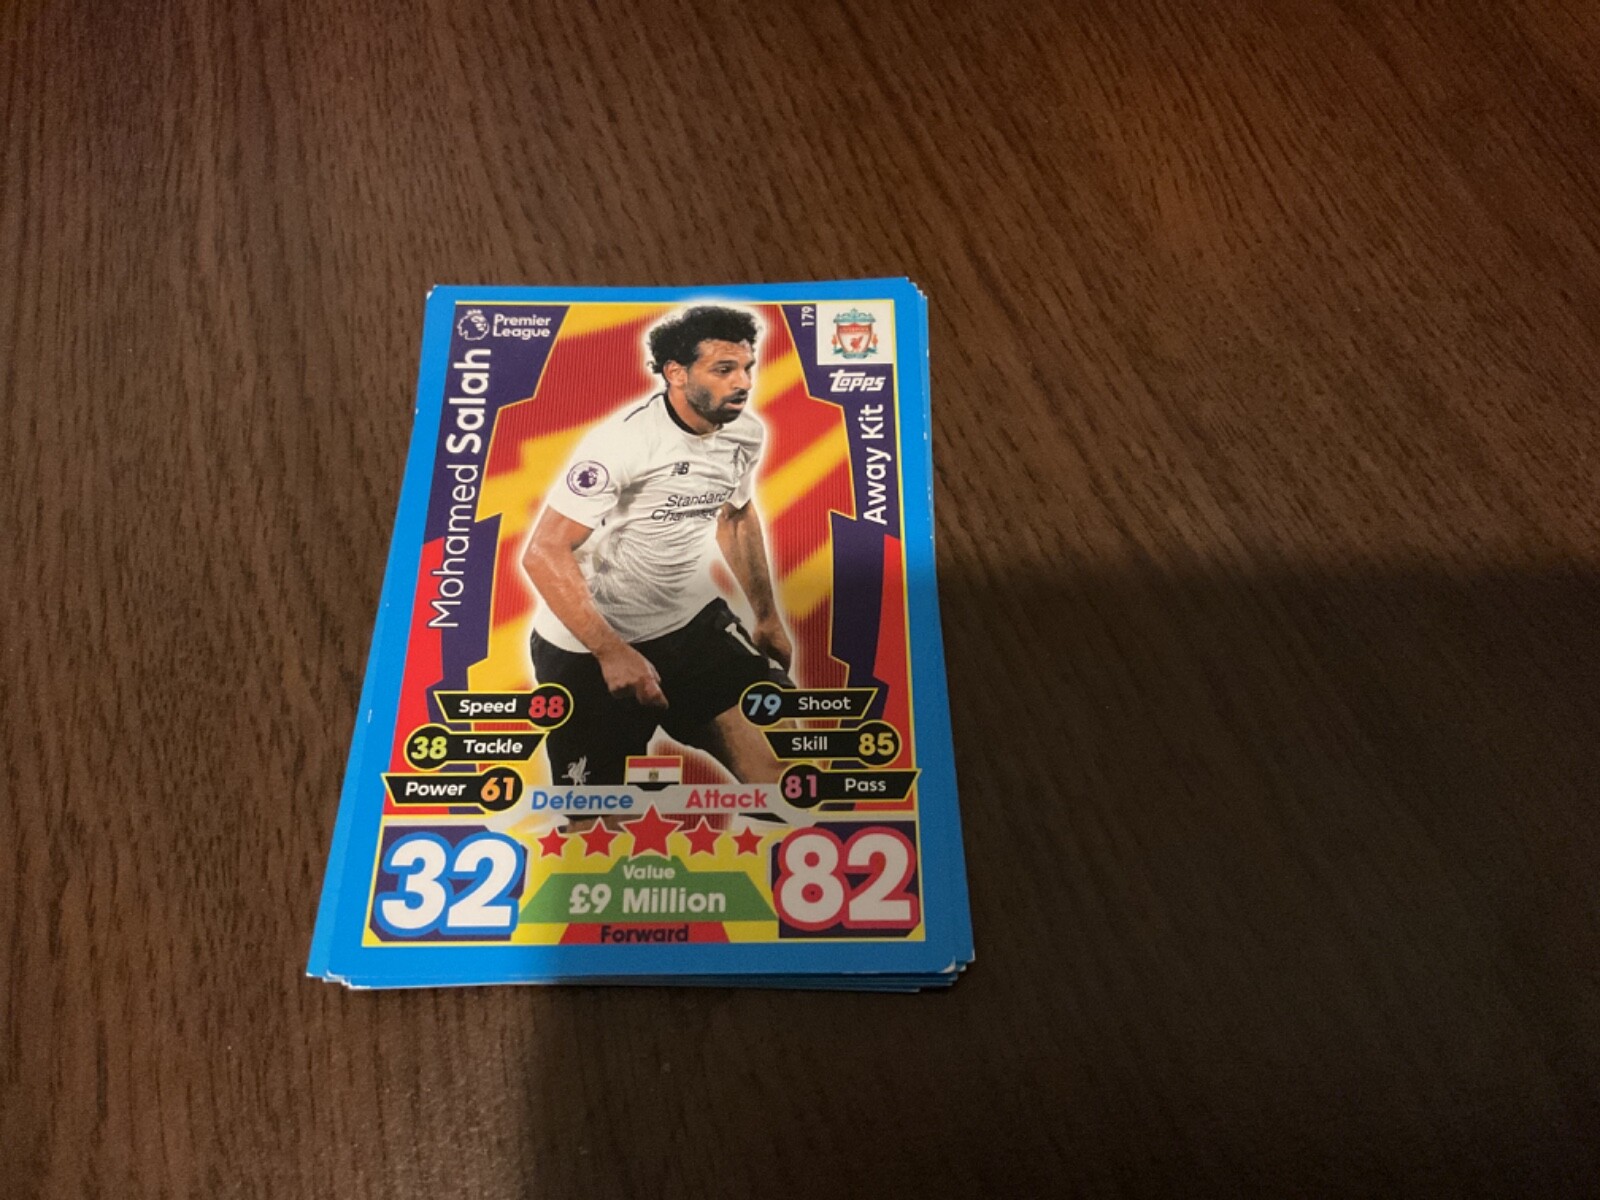 Premier
League
179
Topps
Mohamed Salah
Away Kit
Standard
Speed 88
79 Shoot
38 Tackle
Skill 85
Power 61
81 Pass
Defence
Attack
32
82
Value
£9 Million
Forward